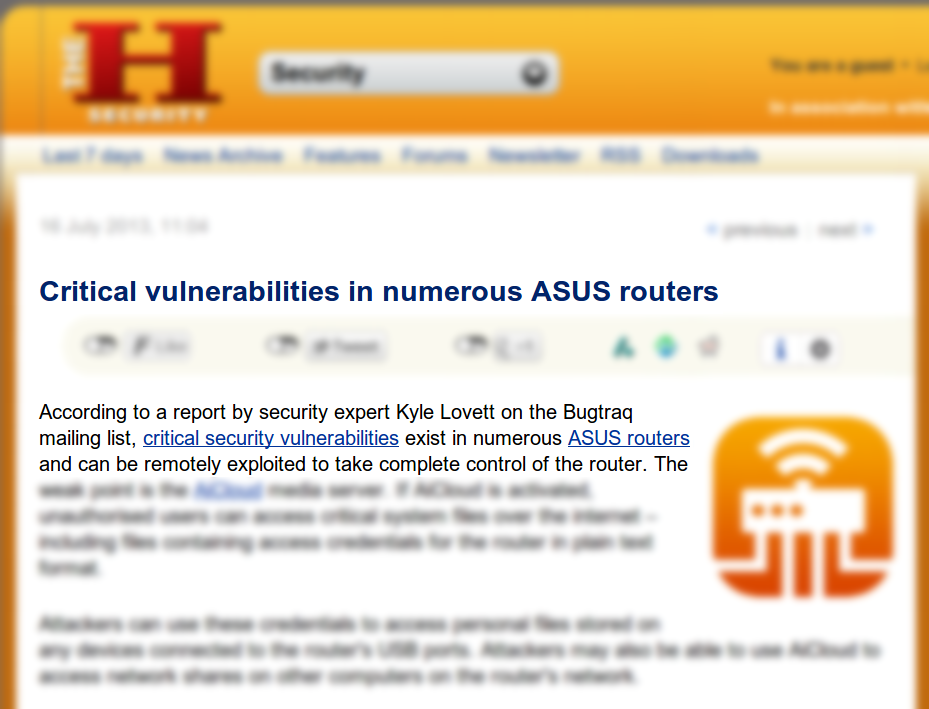 THE
H
SECURITY
Security
You are a guest
In association with
Last 7 days News Archive Features Forums Newsletter RSS Downloads
16 July 2013, 11:04
previous next
Critical vulnerabilities in numerous ASUS routers
Like Tweet
According to a report by security expert Kyle Lovett on the Bugtraq
mailing list, critical security vulnerabilities exist in numerous ASUS routers
and can be remotely exploited to take complete control of the router. The
weak point is the AiCloud media server. If AiCloud is activated,
unauthorised users can access critical system files over the internet –
including files containing access credentials for the router in plain text
format.
Attackers can use these credentials to access personal files stored on
any devices connected to the router's USB ports. Attackers may also be able to use AiCloud to
access network shares on other computers on the router's network.